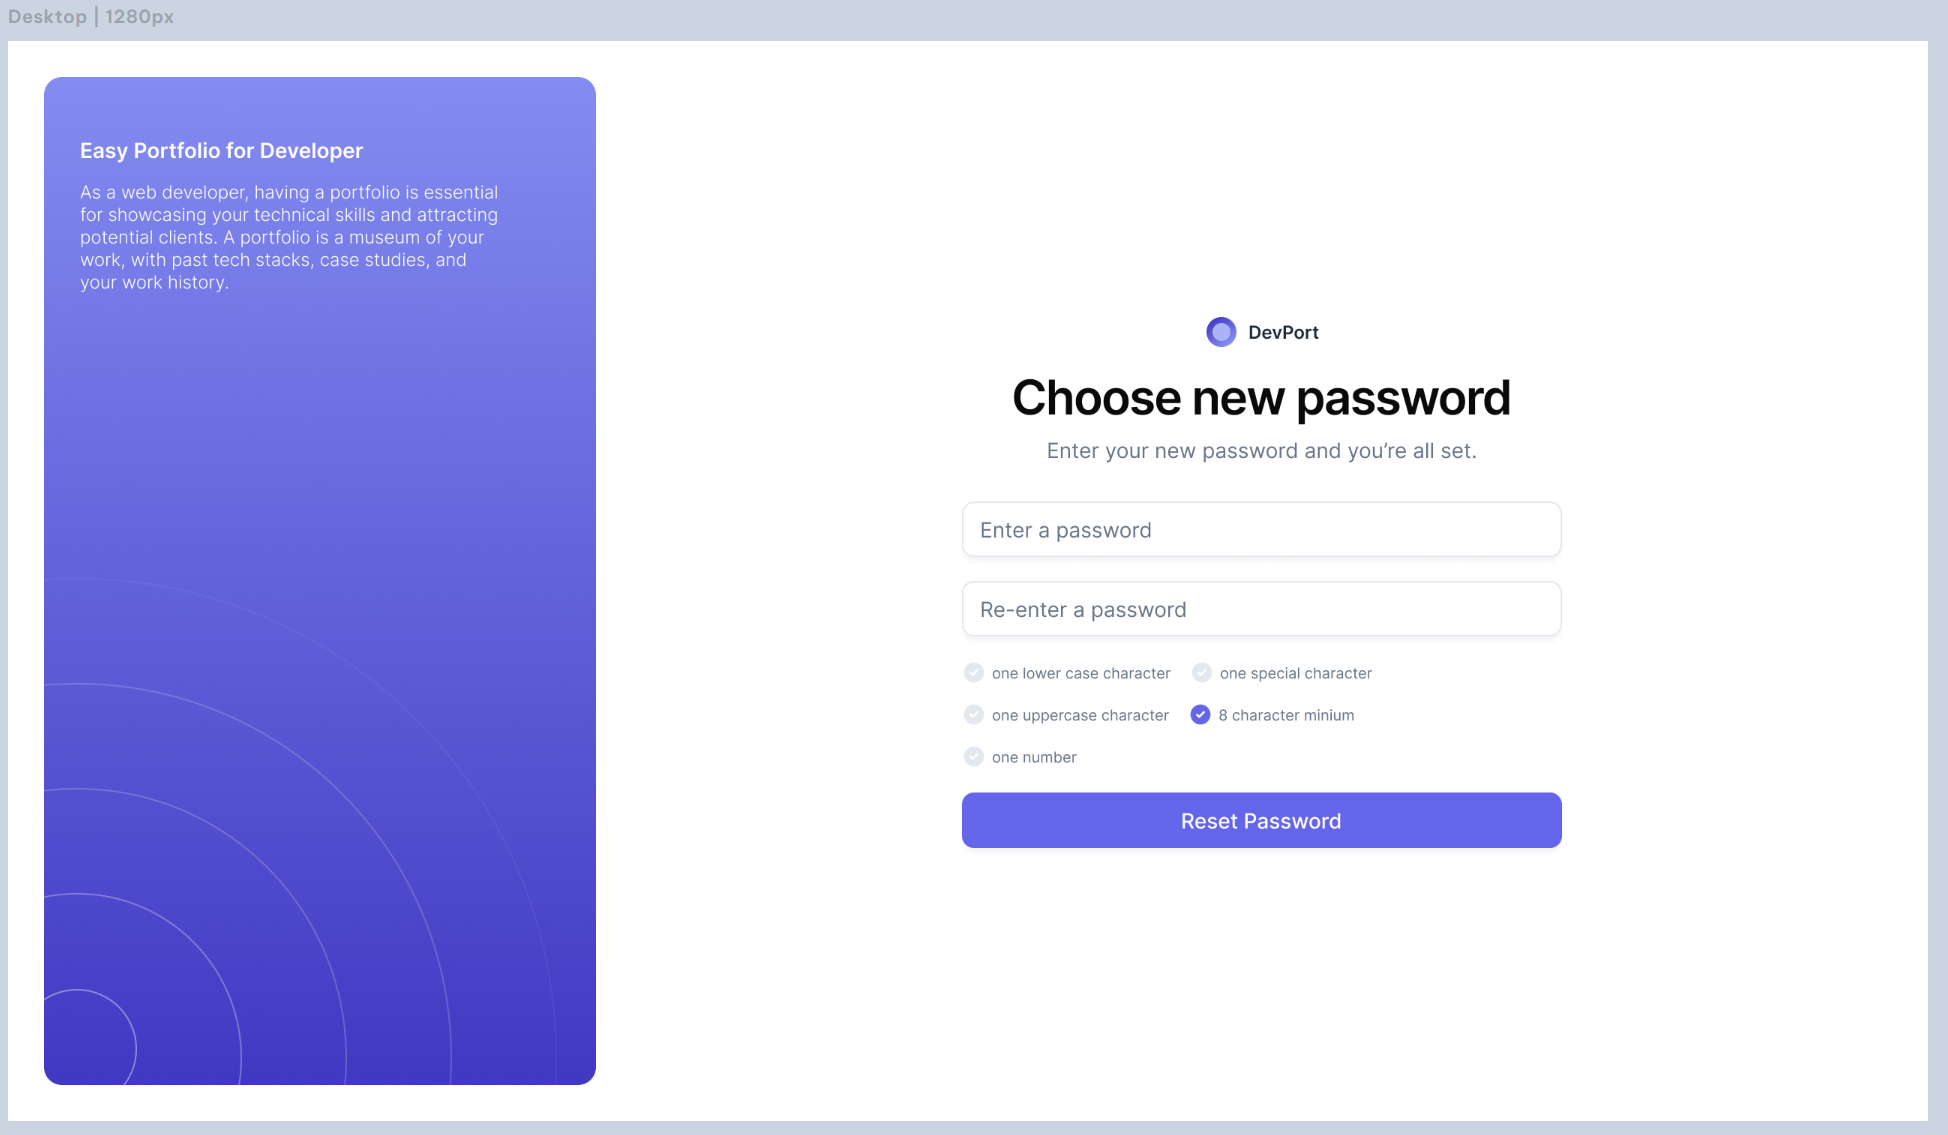 Desktop | 1280px
Easy Portfolio for Developer
As a web developer, having a portfolio is essential
for showcasing your technical skills and attracting
potential clients. A portfolio is a museum of your
work, with past tech stacks, case studies, and
your work history.
DevPort
Choose new password
Enter your new password and you’re all set.
Enter a password
Re-enter a password
one lower case character
one special character
one uppercase character
8 character minium
one number
Reset Password